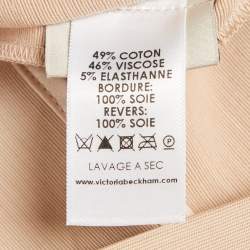 49% COTON
46% VISCOSE
5% ELASTHANNE
BORDURE:
100% SOIE
REVERS:
100% SOIE
P
LAVAGE A SEC
www.victoriabeckham.com